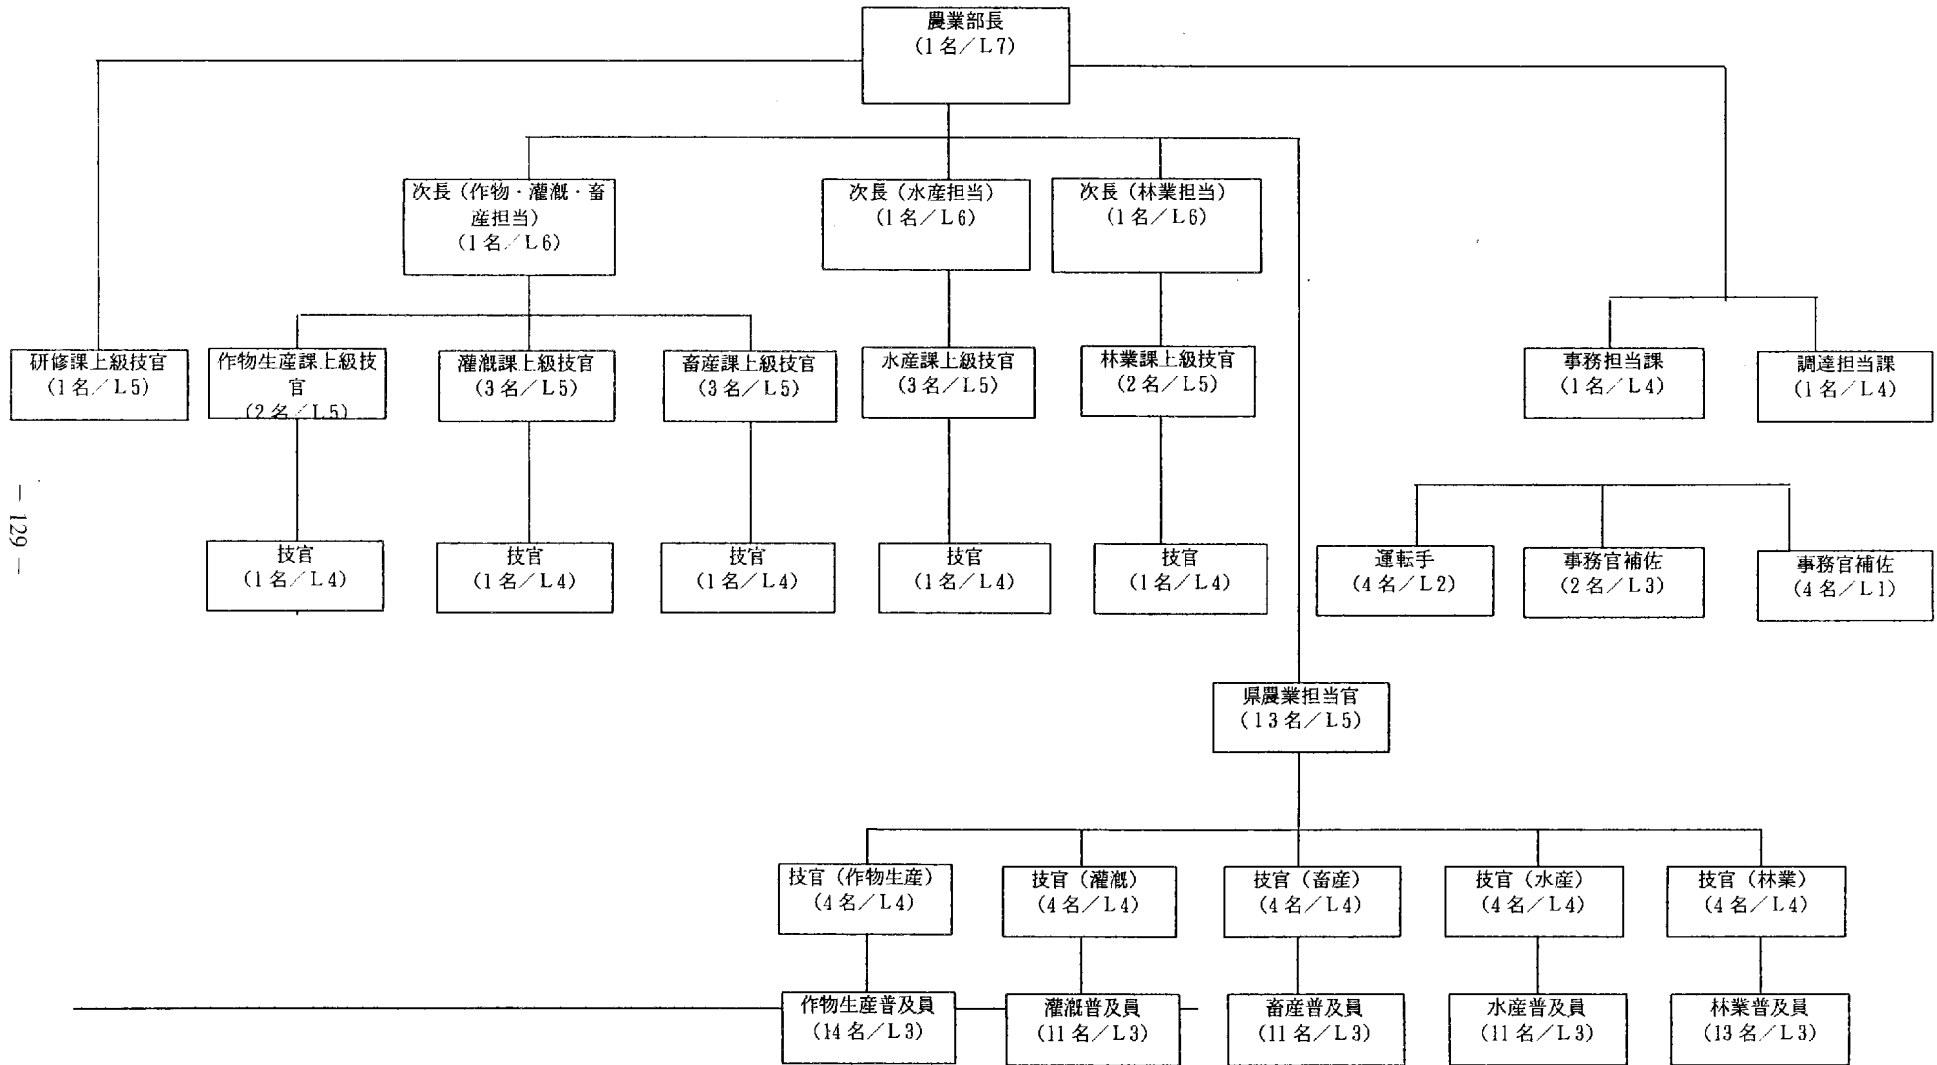 農業部長
(1名／L7)
次長（作物・灌漑・畜
産担当）
(1名／L6)
次長（水産担当）
(1名／L6)
次長（林業担当）
(1名／L6)
研修課上級技官
(1名／L5)
作物生産課上級技
官
(2名／L5)
灌漑課上級技官
(3名／L5)
畜産課上級技官
(3名／L5)
水産課上級技官
(3名／L5)
林業課上級技官
(2名／L5)
事務担当課
(1名／L4)
調達担当課
(1名／L4)
技官
(1名／L4)
技官
(1名／L4)
技官
(1名／L4)
技官
(1名／L4)
技官
(1名／L4)
運転手
(4名／L2)
事務官補佐
(2名／L3)
事務官補佐
(4名／L1)
県農業担当官
(13名／L5)
技官（作物生産）
(4名／L4)
技官（灌漑）
(4名／L4)
技官（畜産）
(4名／L4)
技官（水産）
(4名／L4)
技官（林業）
(4名／L4)
作物生産普及員
(14名／L3)
灌漑普及員
(11名／L3)
畜産普及員
(11名／L3)
水産普及員
(11名／L3)
林業普及員
(13名／L3)
— 129 —